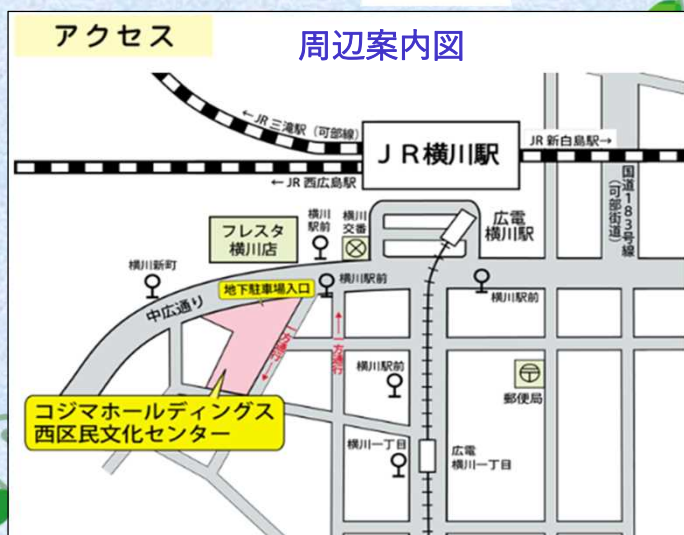 アクセス
周辺案内図
←JR 三滝駅（可部線）
JR横川駅
JR 新白島駅→
←JR 西広島駅
国道183号線
（可部街道）
フレスタ
横川店
横川
駅前
横川
交番
広電
横川駅
横川新町
地下駐車場入口
横川駅前
横川駅前
中広通り
一方通行→
←一方通行
横川駅前
郵便局
コジマホールディングス
西区民文化センター
横川一丁目
広電
横川一丁目